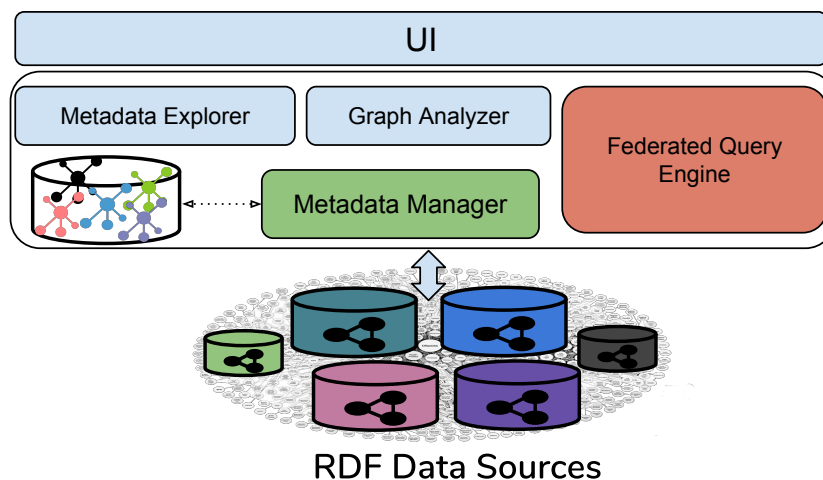 UI
Metadata Explorer
Graph Analyzer
Federated Query
Engine
Metadata Manager
RDF Data Sources